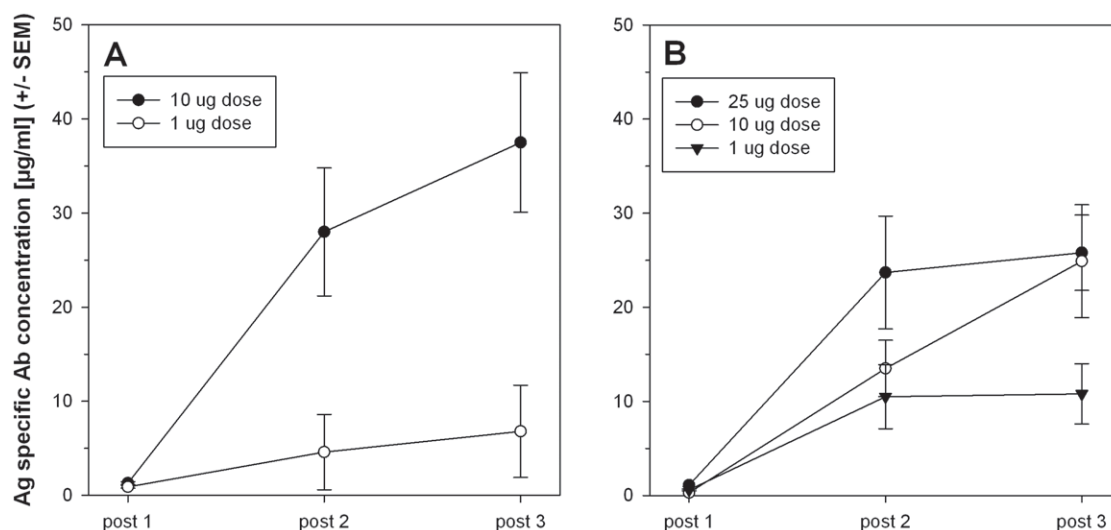 Ag specific Ab concentration [µg/ml] (+/- SEM)
A
10 ug dose
1 ug dose
50
40
30
20
10
0
post 1
post 2
post 3
B
25 ug dose
10 ug dose
1 ug dose
50
40
30
20
10
0
post 1
post 2
post 3